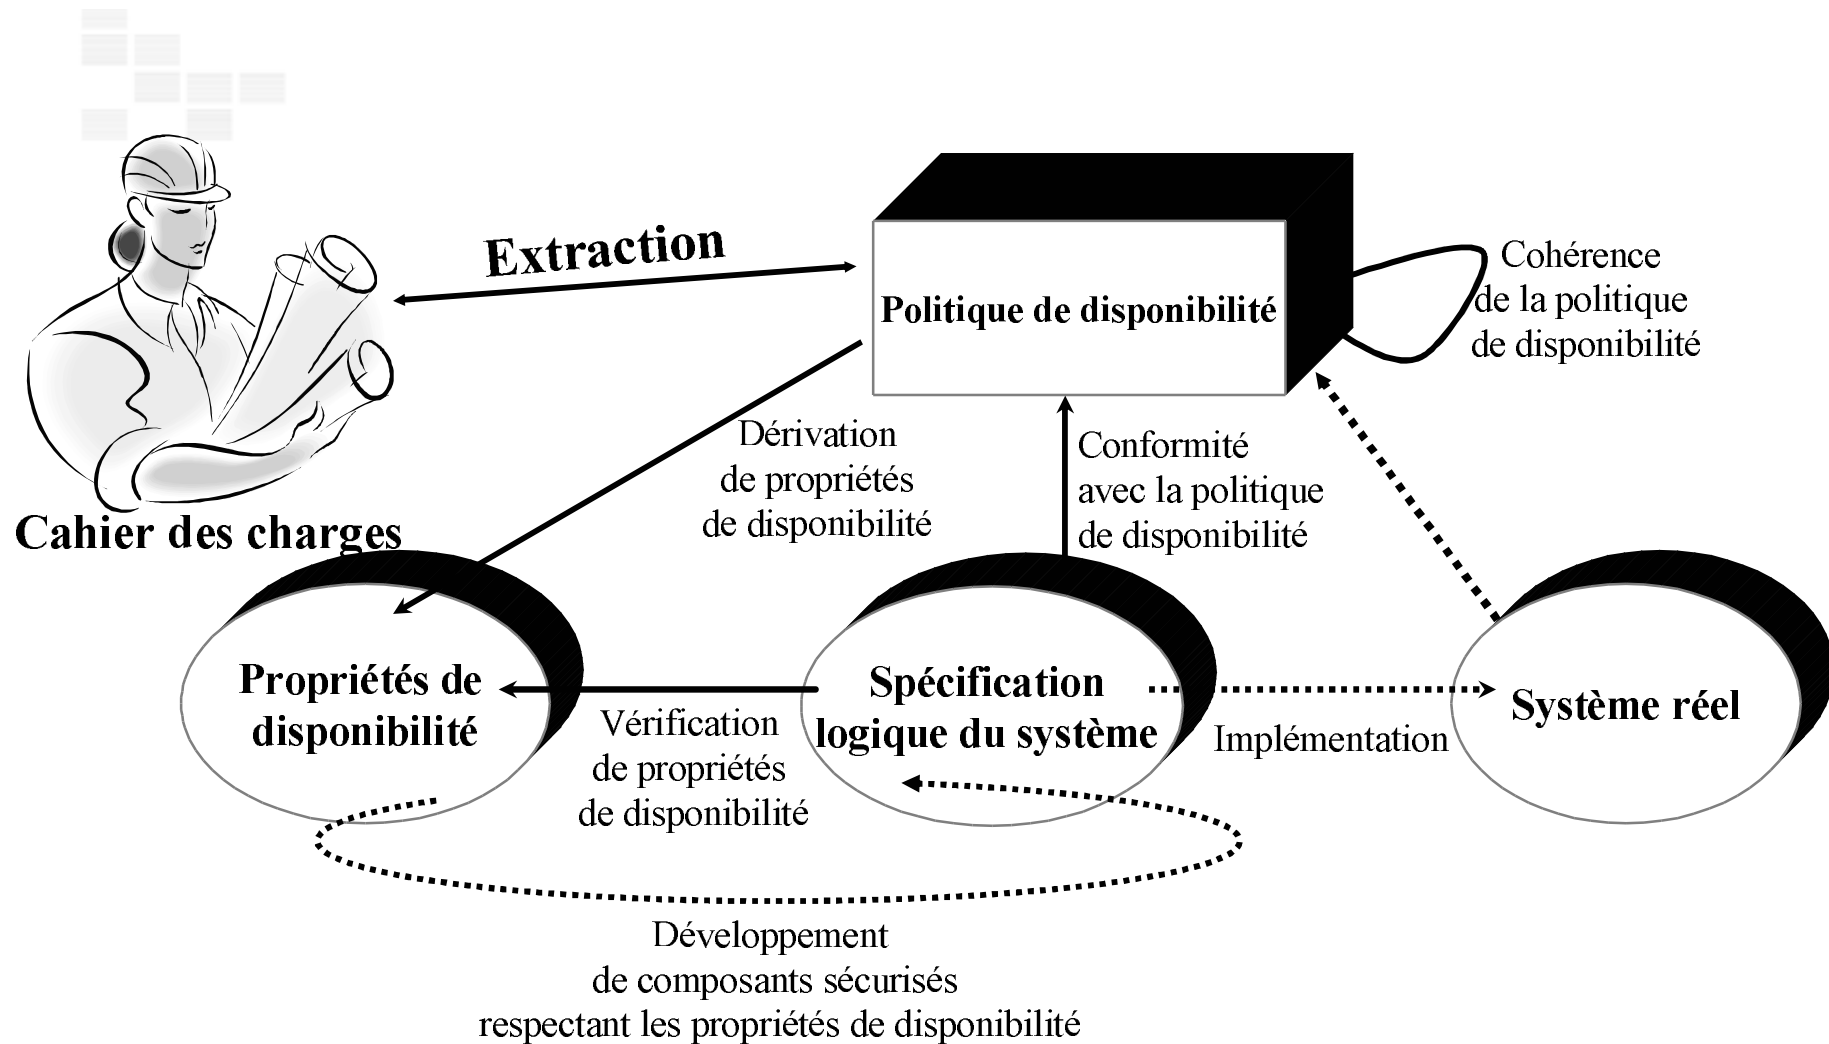 Extraction
Politique de disponibilité
Cohérence
de la politique
de disponibilité
Dérivation
de propriétés
de disponibilité
Conformité
avec la politique
de disponibilité
Cahier des charges
Propriétés de
disponibilité
Vérification
de propriétés
de disponibilité
Spécification
logique du système
Implémentation
Système réel
Développement
de composants sécurisés
respectant les propriétés de disponibilité